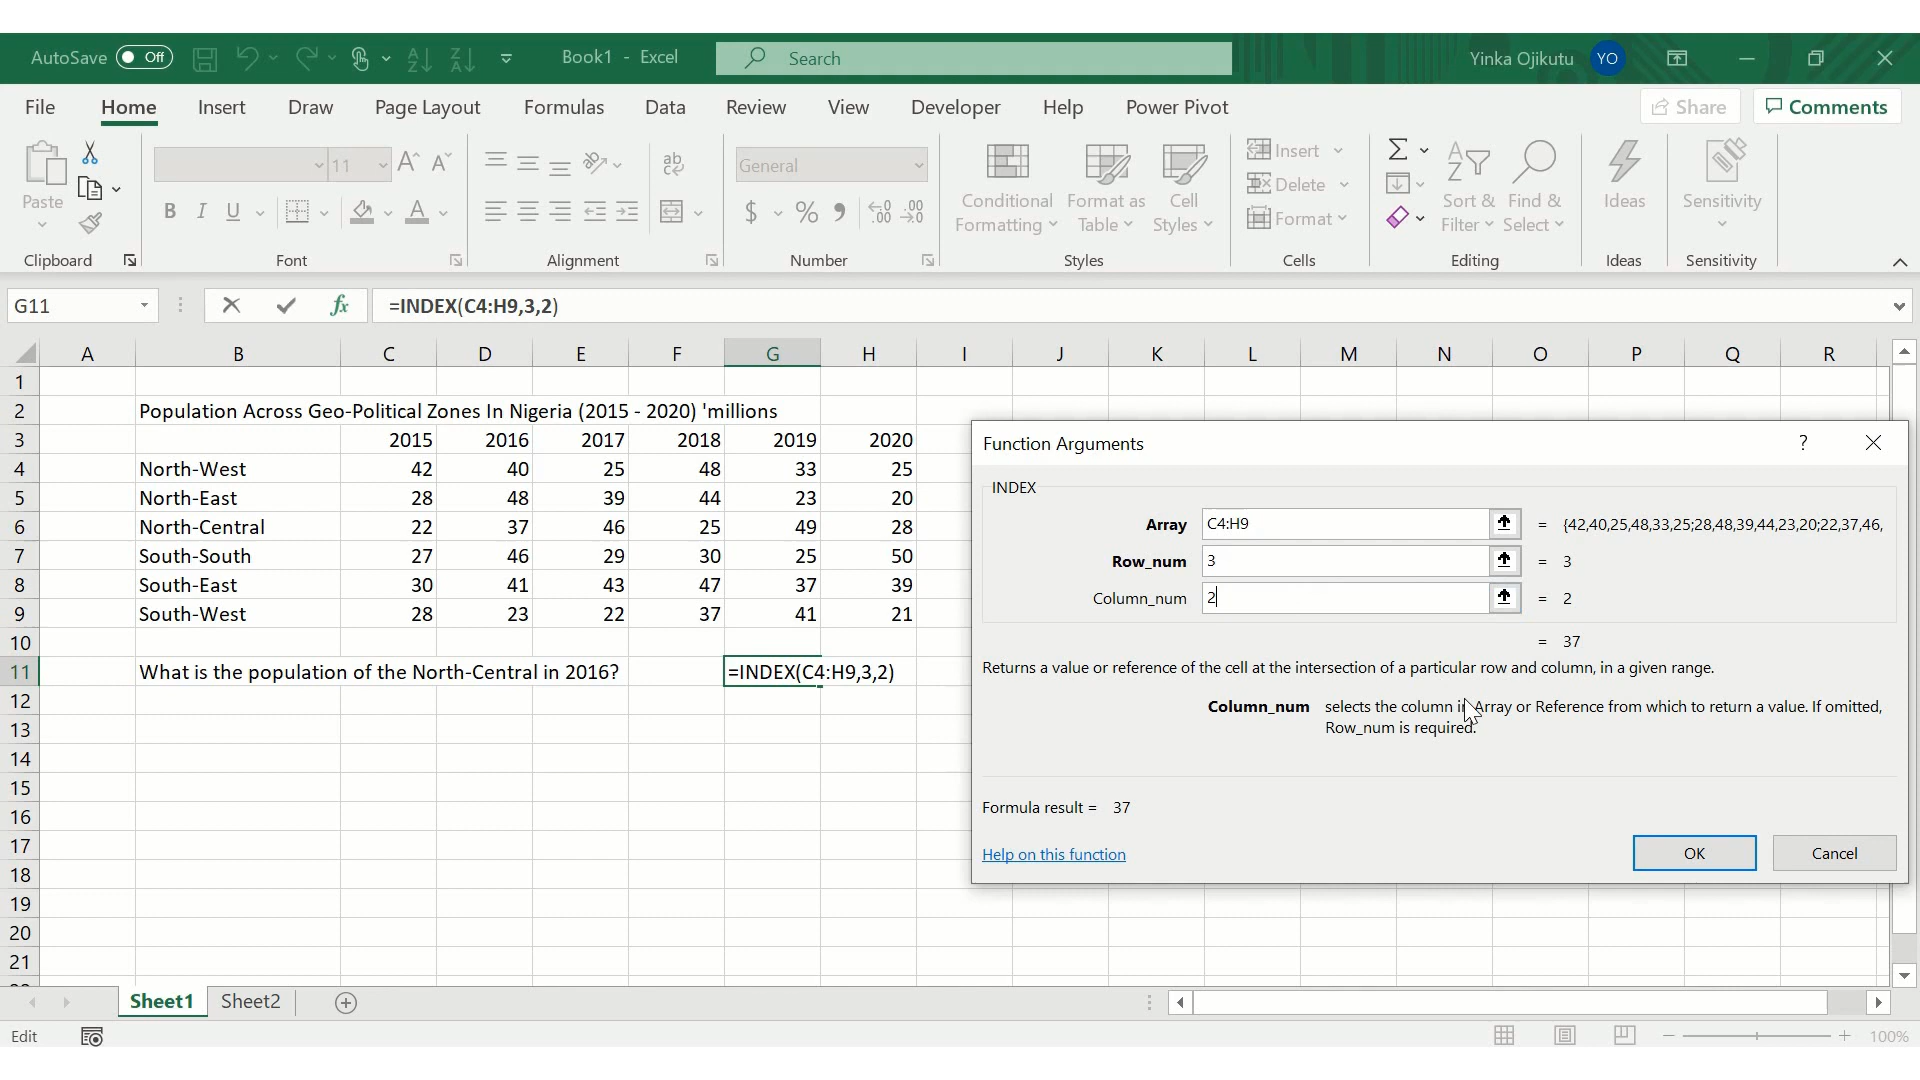 AutoSave Off Book1 - Excel Search Yinka Ojikutu YO
File Home Insert Draw Page Layout Formulas Data Review View Developer Help Power Pivot Share Comments
Paste 11 General Conditional Formatting Format as Table Cell Styles Insert Delete Format Sort & Filter Find & Select Ideas Sensitivity
Clipboard Font Alignment Number Styles Cells Editing Ideas Sensitivity
G11 fx =INDEX(C4:H9,3,2)
A B C D E F G H I J K L M N O P Q R
1
2 Population Across Geo-Political Zones In Nigeria (2015 - 2020) 'millions
3 2015 2016 2017 2018 2019 2020
4 North-West 42 40 25 48 33 25
5 North-East 28 48 39 44 23 20
6 North-Central 22 37 46 25 49 28
7 South-South 27 46 29 30 25 50
8 South-East 30 41 43 47 37 39
9 South-West 28 23 22 37 41 21
10
11 What is the population of the North-Central in 2016? =INDEX(C4:H9,3,2)
12
13
14
15
16
17
18
19
20
21
Function Arguments ?
INDEX
Array C4:H9 = {42,40,25,48,33,25;28,48,39,44,23,20;22,37,46,
Row_num 3 = 3
Column_num 2 = 2
= 37
Returns a value or reference of the cell at the intersection of a particular row and column, in a given range.
Column_num selects the column in Array or Reference from which to return a value. If omitted,
Row_num is required.
Formula result = 37
Help on this function OK Cancel
Sheet1 Sheet2
Edit 100%